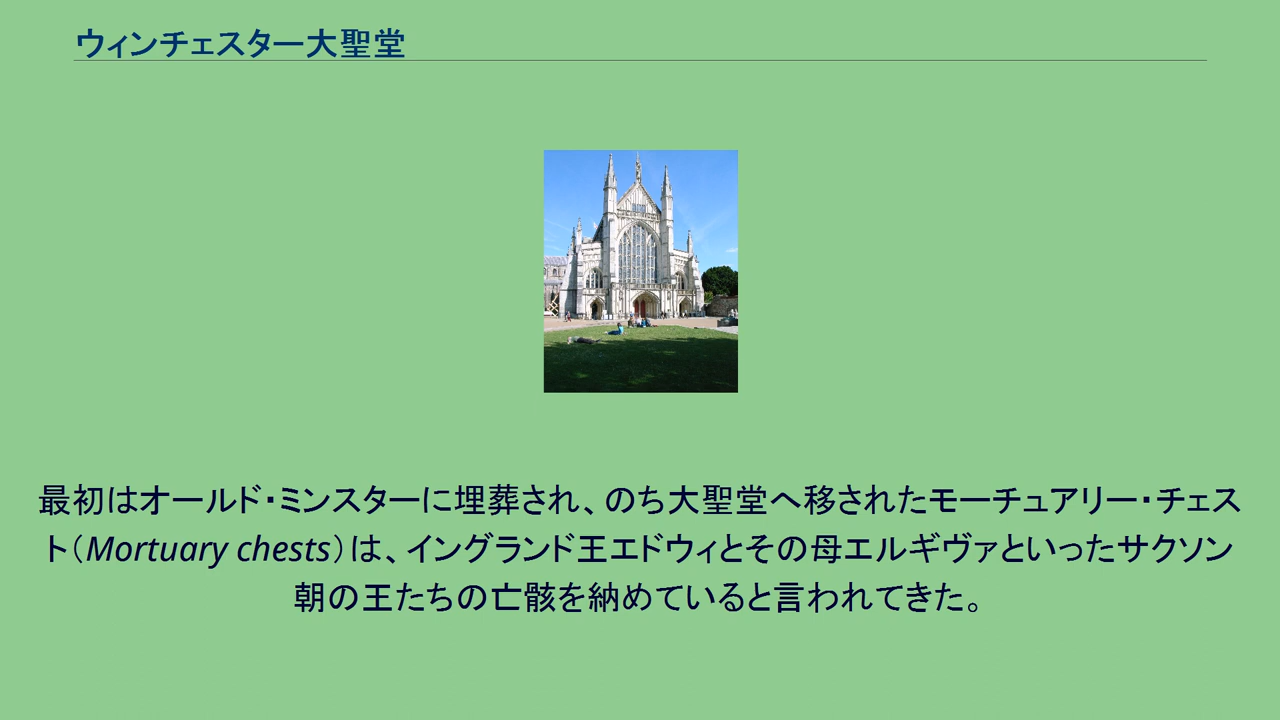 ウィンチェスター大聖堂
最初はオールド・ミンスターに埋葬され、のち大聖堂へ移されたモーチュアリー・チェス
ト（Mortuary chests）は、イングランド王エドウィとその母エルギヴァといったサクソン
朝の王たちの亡骸を納めていると言われてきた。